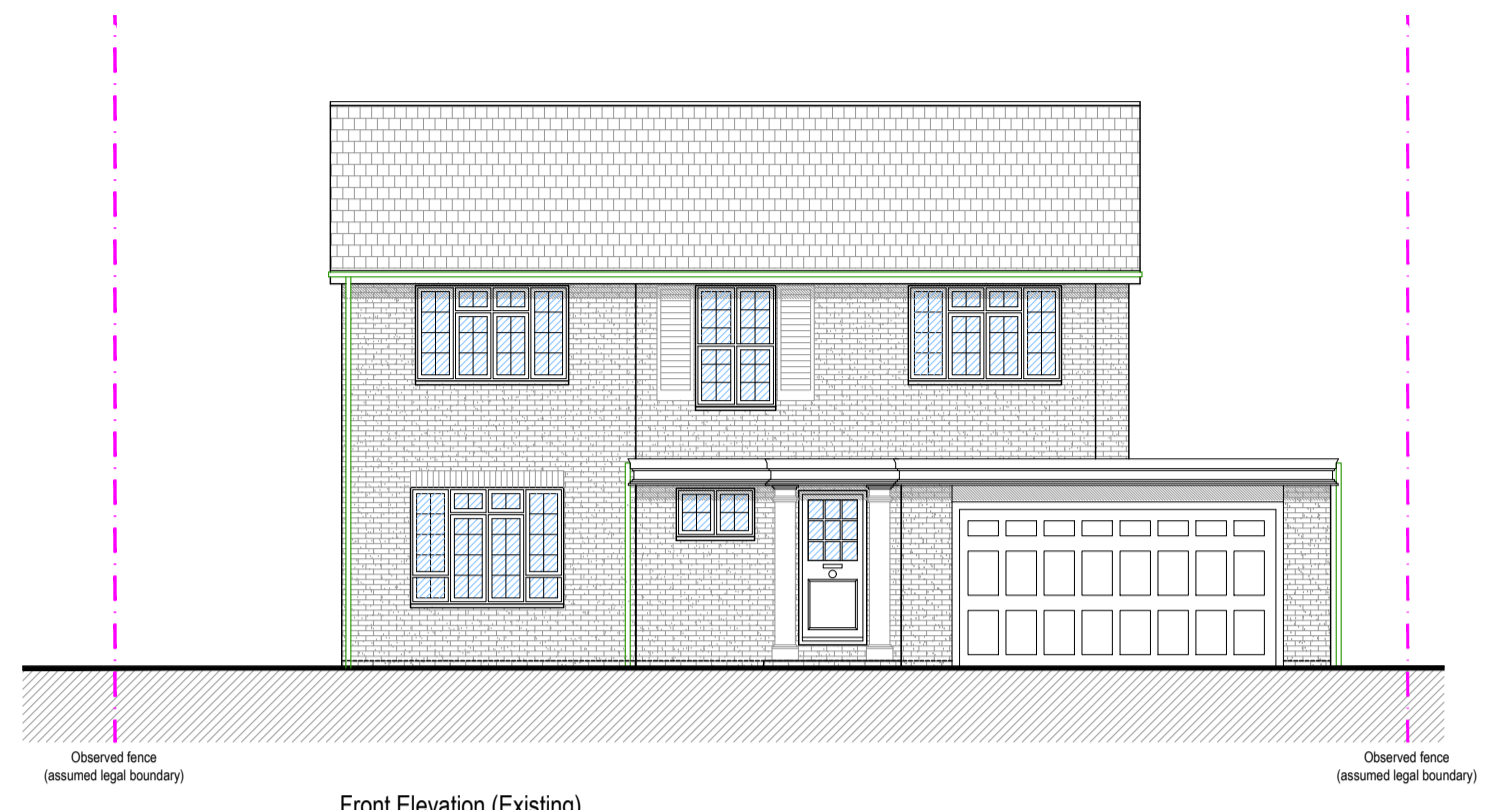 Observed fence
(assumed legal boundary)
Observed fence
(assumed legal boundary)
Front Elevation (Existing)